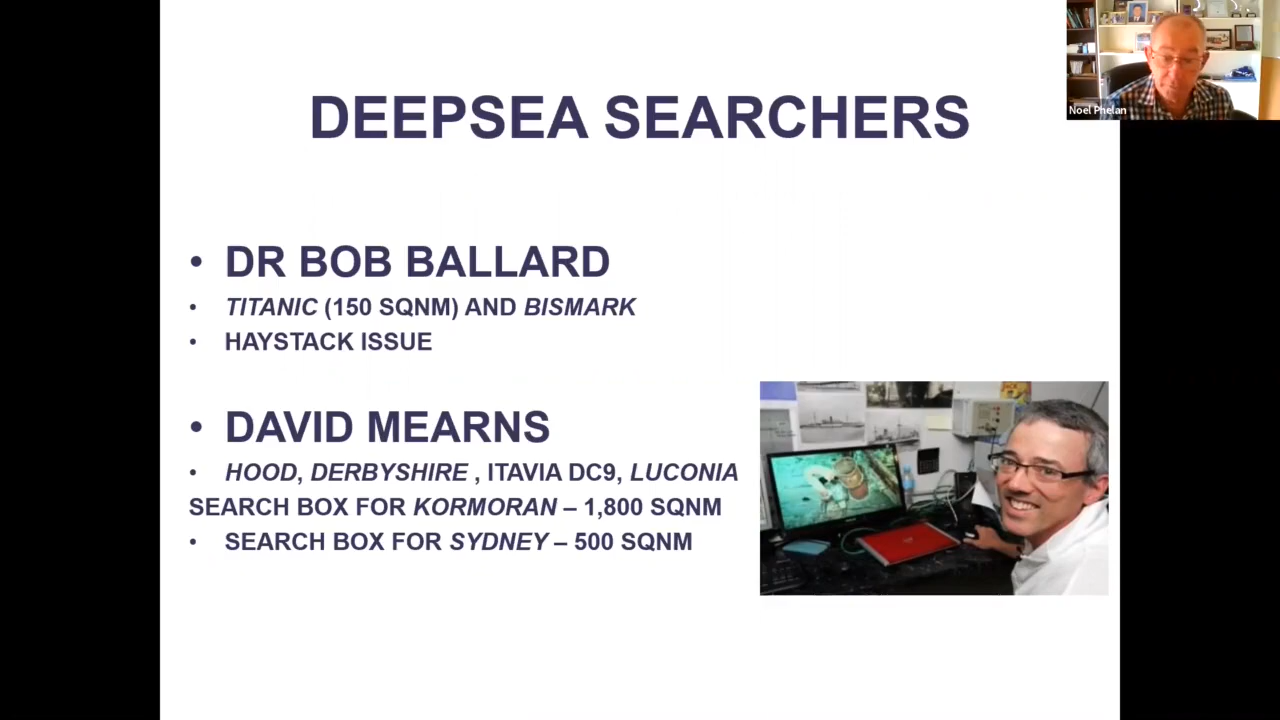 DEEPSEA SEARCHERS
Noel Phelan
• DR BOB BALLARD
• TITANIC (150 SQNM) AND BISMARK
• HAYSTACK ISSUE
• DAVID MEARNS
• HOOD, DERBYSHIRE , ITAVIA DC9, LUCONIA
SEARCH BOX FOR KORMORAN – 1,800 SQNM
• SEARCH BOX FOR SYDNEY – 500 SQNM